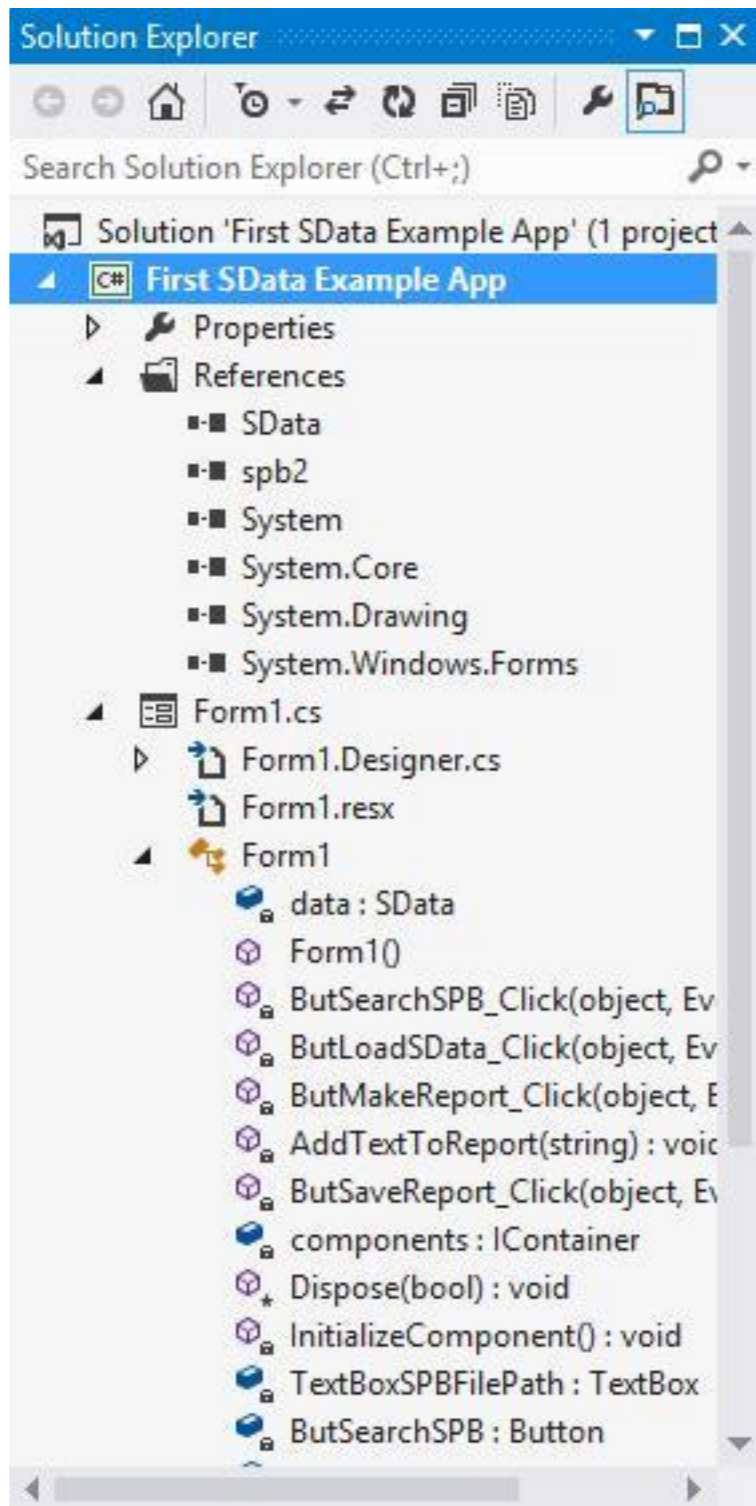 Solution Explorer
Search Solution Explorer (Ctrl+;)
Solution 'First SData Example App' (1 project
C# First SData Example App
Properties
References
SData
spb2
System
System.Core
System.Drawing
System.Windows.Forms
Form1.cs
Form1.Designer.cs
Form1.resx
Form1
data : SData
Form1()
ButSearchSPB_Click(object, Ev
ButLoadSData_Click(object, Ev
ButMakeReport_Click(object, E
AddTextToReport(string) : voic
ButSaveReport_Click(object, Ev
components : IContainer
Dispose(bool) : void
InitializeComponent() : void
TextBoxSPBFilePath : TextBox
ButSearchSPB : Button